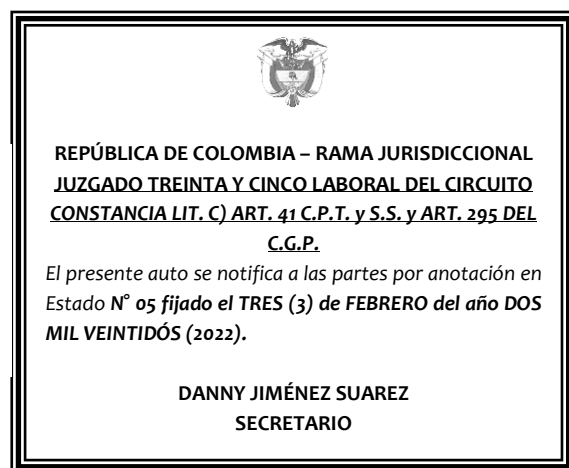 REPÚBLICA DE COLOMBIA – RAMA JURISDICCIONAL
JUZGADO TREINTA Y CINCO LABORAL DEL CIRCUITO
CONSTANCIA LIT. C) ART. 41 C.P.T. y S.S. y ART. 295 DEL
C.G.P.
El presente auto se notifica a las partes por anotación en
Estado N° 05 fijado el TRES (3) de FEBRERO del año DOS
MIL VEINTIDÓS (2022).
DANNY JIMÉNEZ SUAREZ
SECRETARIO